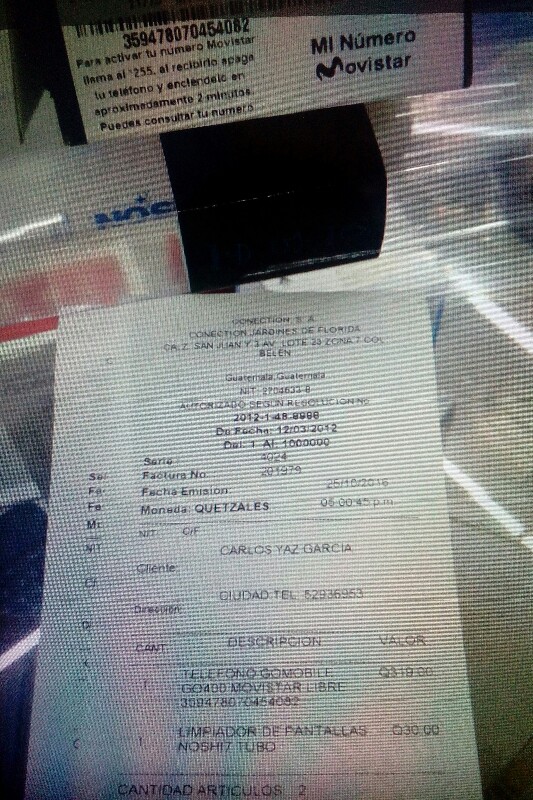 359478070454082
Para activar tu número Movistar
llama al *255, al recibirlo apaga
tu teléfono y enciéndelo en
aproximadamente 2 minutos
Puedes consultar tu número
Mi Número
Movistar
CONECTION S. A.
CONECTION JARDINES DE FLORIDA
CALZ. SAN JUAN Y 3 AV. LOTE 23 ZONA 7 COL
BELEN
Guatemala, Guatemala
NIT: 2704633-8
AUTORIZADO SEGUN RESOLUCION No
2012-1-48-8998
De Fecha: 12/03/2012
Del: 1 Al: 1000000
Serie 4024
Factura No. 201979
Fecha Emision: 25/10/2016
Moneda: QUETZALES 05:00:45 p.m.
NIT: C/F
Cliente: CARLOS YAZ GARCIA
Direccion: CIUDAD TEL. 52936953
CANT. DESCRIPCION VALOR
1 TELEFONO GOMOBILE Q319.00
GO400 MOVISTAR LIBRE
359478070454082
1 LIMPIADOR DE PANTALLAS Q30.00
NOSHI7 TUBO
CANTIDAD ARTICULOS 2